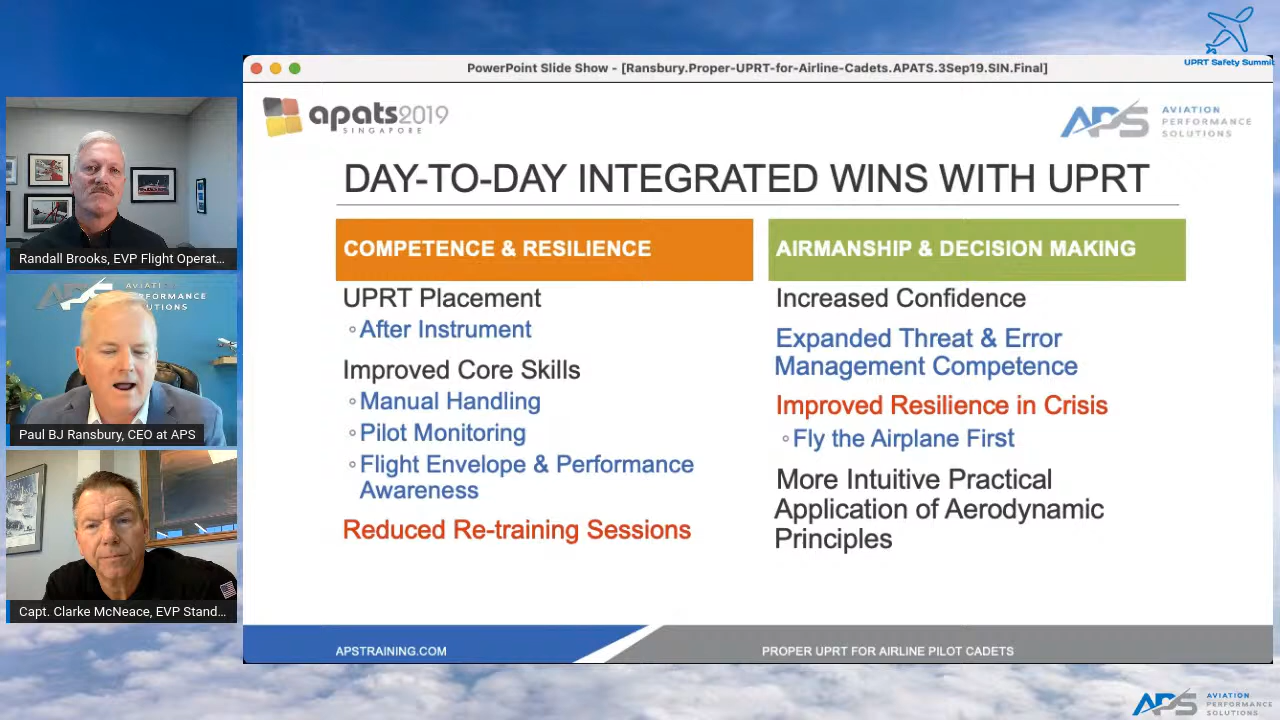 UPRT Safety Summit
PowerPoint Slide Show - [Ransbury.Proper-UPRT-for-Airline-Cadets.APATS.3Sep19.SIN.Final]
apats2019
SINGAPORE
APS AVIATION
PERFORMANCE
SOLUTIONS
DAY-TO-DAY INTEGRATED WINS WITH UPRT
COMPETENCE & RESILIENCE
UPRT Placement
◦After Instrument
Improved Core Skills
◦Manual Handling
◦Pilot Monitoring
◦Flight Envelope & Performance
Awareness
Reduced Re-training Sessions
AIRMANSHIP & DECISION MAKING
Increased Confidence
Expanded Threat & Error
Management Competence
Improved Resilience in Crisis
◦Fly the Airplane First
More Intuitive Practical
Application of Aerodynamic
Principles
APSTRAINING.COM
PROPER UPRT FOR AIRLINE PILOT CADETS
Randall Brooks, EVP Flight Operat...
APS AVIATION
PERFORMANCE
SOLUTIONS
Paul BJ Ransbury, CEO at APS
Capt. Clarke McNeace, EVP Stand...
APS AVIATION
PERFORMANCE
SOLUTIONS